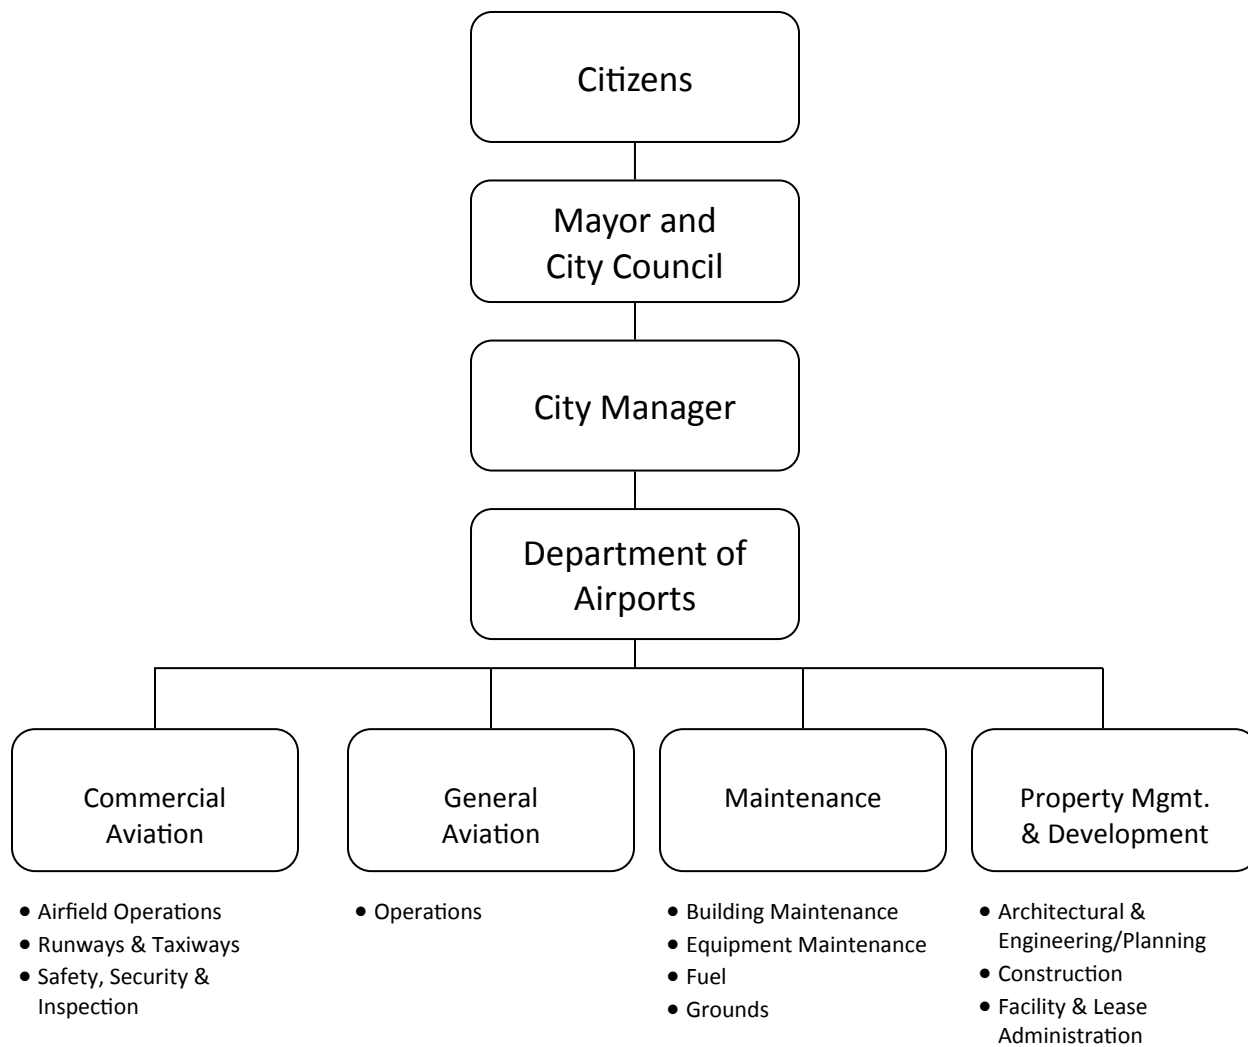 Citizens
Mayor and
City Council
City Manager
Department of
Airports
Commercial
Aviation
• Airfield Operations
• Runways & Taxiways
• Safety, Security &
Inspection
General
Aviation
• Operations
Maintenance
• Building Maintenance
• Equipment Maintenance
• Fuel
• Grounds
Property Mgmt.
& Development
• Architectural &
Engineering/Planning
• Construction
• Facility & Lease
Administration